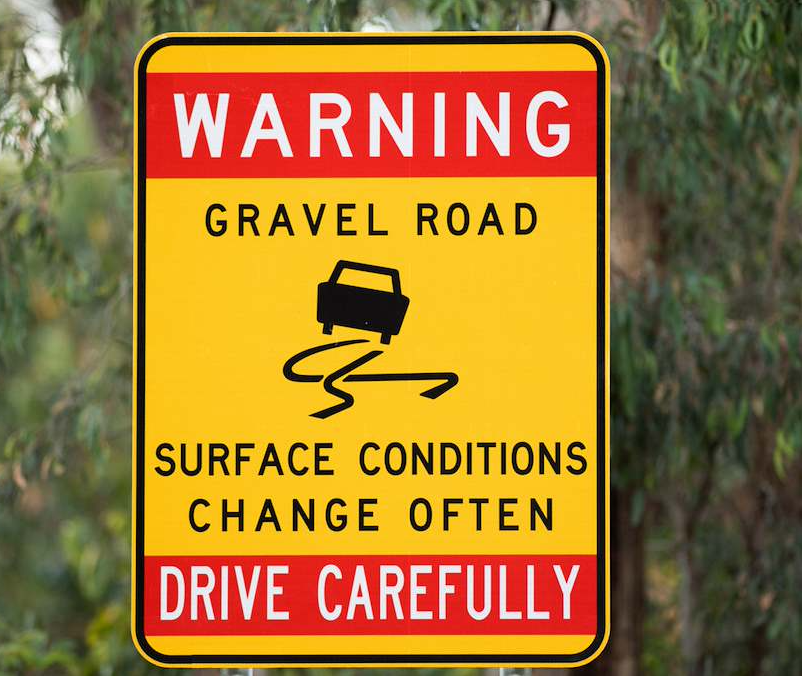 WARNING
GRAVEL ROAD
SURFACE CONDITIONS
CHANGE OFTEN
DRIVE CAREFULLY